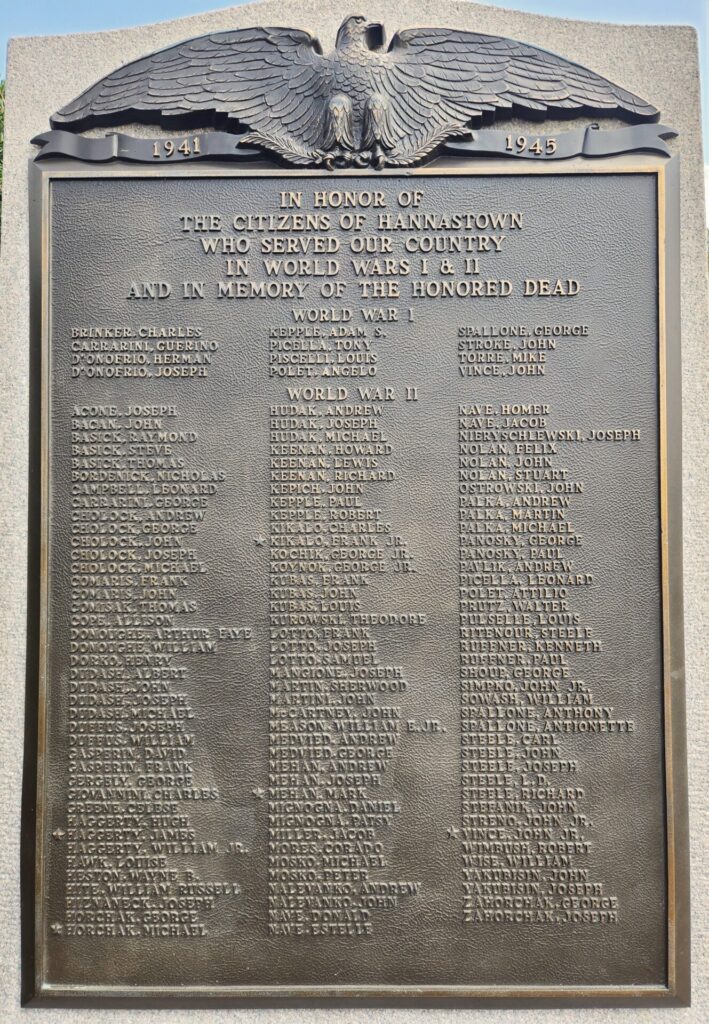 1941 1945
IN HONOR OF
THE CITIZENS OF HANNASTOWN
WHO SERVED OUR COUNTRY
IN WORLD WARS I & II
AND IN MEMORY OF THE HONORED DEAD
WORLD WAR I
BRINKER, CHARLES
CARRARINI, GUERINO
D'ONOFRIO, HERMAN
D'ONOFRIO, JOSEPH
KEPPLE, ADAM S.
PICELLA, TONY
PISCELLI, LOUIS
POLET, ANGELO
SPALLONE, GEORGE
STROKE, JOHN
TORRE, MIKE
VINCE, JOHN
WORLD WAR II
ACONE, JOSEPH
BACAN, JOHN
BASICK, RAYMOND
BASICK, STEVE
BASICK, THOMAS
BORDENICK, NICHOLAS
CAMPBELL, LEONARD
CARRARINI, GEORGE
CHOLOCK, ANDREW
CHOLOCK, GEORGE
CHOLOCK, JOHN
CHOLOCK, JOSEPH
CHOLOCK, MICHAEL
COMARIS, FRANK
COMARIS, JOHN
COMISAK, THOMAS
COPE, ALLISON
DONOUGHE, ARTHUR FAYE
DONOUGHE, WILLIAM
DORKO, HENRY
DUDASH, ALBERT
DUDASH, JOHN
DUDASH, JOSEPH
DUDASH, MICHAEL
DUFFUS, JOSEPH
DUFFUS, WILLIAM
GASPERIN, DAVID
GASPERIN, FRANK
GERGELY, GEORGE
GIOVANNINI, CHARLES
GREEN, CELESE
HAGGERTY, HUGH
HAGGERTY, JAMES
HAGGERTY, WILLIAM JR.
HAWK, LOUISE
HESTON, WAYNE B.
HITE, WILLIAM RUSSELL
HIZNANECK, JOSEPH
HORCHAK, GEORGE
HORCHAK, MICHAEL
HUDAK, ANDREW
HUDAK, JOSEPH
HUDAK, MICHAEL
KEENAN, HOWARD
KEENAN, LEWIS
KEENAN, RICHARD
KEPICH, JOHN
KEPPLE, PAUL
KEPPLE, ROBERT
KIKALO, CHARLES
KIKALO, FRANK JR.
KOCHIK, GEORGE JR.
KOYNOK, GEORGE JR.
KUBAS, FRANK
KUBAS, JOHN
KUBAS, LOUIS
KUROWSKI, THEODORE
LOTTO, FRANK
LOTTO, JOSEPH
LOTTO, SAMUEL
MANGIONE, JOSEPH
MARTIN, SHERWOOD
MARTINI, JOHN
McCARTNEY, JOHN
MEASON, WILLIAM E. JR.
MEDVIED, ANDREW
MEDVIED, GEORGE
MEHAN, ANDREW
MEHAN, JOSEPH
MEHAN, MARK
MIGNOGNA, DANIEL
MIGNOGNA, PATSY
MILLER, JACOB
MORES, CORADO
MOSKO, MICHAEL
MOSKO, PETER
NALEVANKO, ANDREW
NALEVANKO, JOHN
NAVE, DONALD
NAVE, ESTELLE
NAVE, HOMER
NAVE, JACOB
NIERYSCHLEWSKI, JOSEPH
NOLAN, FELIX
NOLAN, JOHN
NOLAN, STUART
OSTROWSKI, JOHN
PALKA, ANDREW
PALKA, MARTIN
PALKA, MICHAEL
PANOSKY, GEORGE
PANOSKY, PAUL
PAVLIK, ANDREW
PICELLA, LEONARD
POLET, ATTILIO
PRUTZ, WALTER
PULSELLE, LOUIS
RITENOUR, STEELE
RUFFNER, KENNETH
RUFFNER, PAUL
SHOUP, GEORGE
SIMPKO, JOHN JR.
SOWASH, WILLIAM
SPALLONE, ANTHONY
SPALLONE, ANTIONETTE
STEELE, CARL
STEELE, JOHN
STEELE, JOSEPH
STEELE, L.D.
STEELE, RICHARD
STEFANIK, JOHN
STRENO, JOHN JR.
VINCE, JOHN JR.
WIMBUSH, ROBERT
WISE, WILLIAM
YAKUBISIN, JOHN
YAKUBISIN, JOSEPH
ZAHORCHAK, GEORGE
ZAHORCHAK, JOSEPH